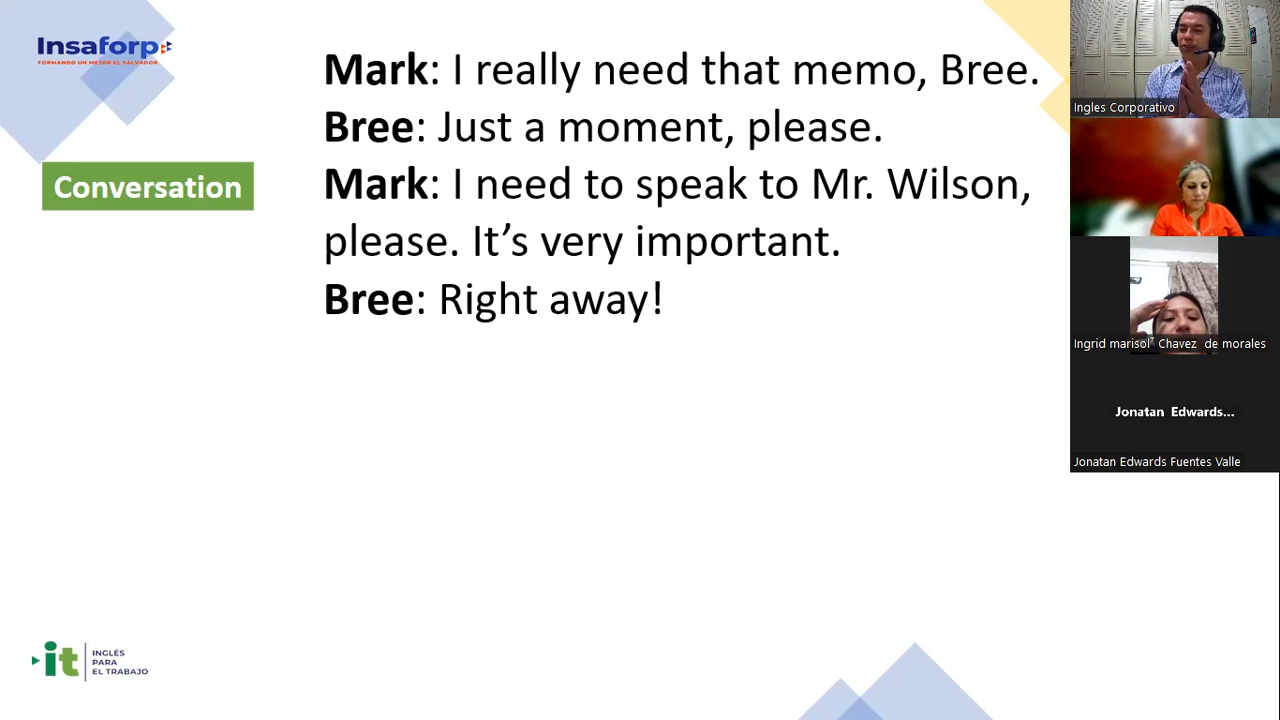 Insaforp
FORMANDO UN MEJOR EL SALVADOR
Conversation
Mark: I really need that memo, Bree.
Bree: Just a moment, please.
Mark: I need to speak to Mr. Wilson,
please. It’s very important.
Bree: Right away!
it
INGLÉS
PARA
EL TRABAJO
Ingles Corporativo
Ingrid marisol Chavez de morales
Jonatan Edwards...
Jonatan Edwards Fuentes Valle